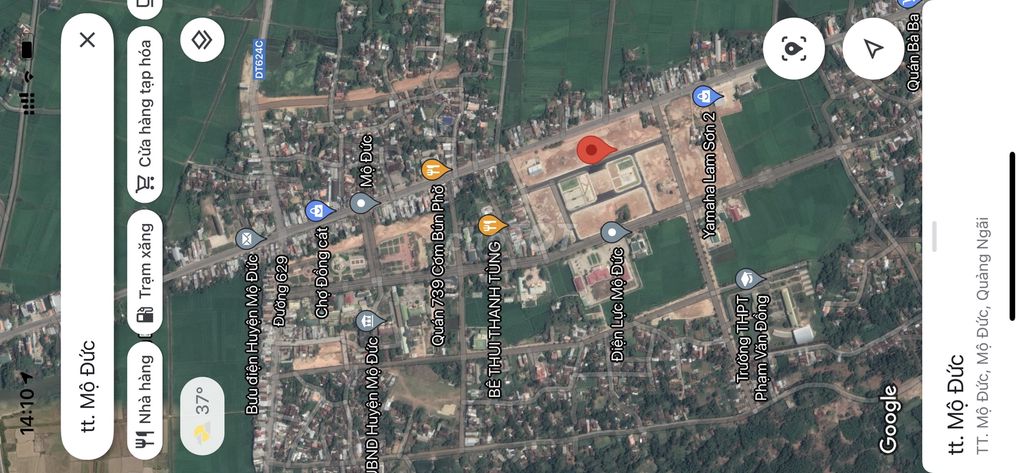 14:10
tt. Mộ Đức
Nhà hàng
Trạm xăng
Cửa hàng tạp hóa
37°
DT624C
Bưu điện Huyện Mộ Đức
Đường 629
Chợ Đồng cát
Mộ Đức
UBND Huyện Mộ Đức
Quán 739 Cơm Bún Phở
BÊ THUI THANH TÙNG
Điện Lực Mộ Đức
Yamaha Lam Sơn 2
Trường THPT
Phạm Văn Đồng
Quán Bà Ba
Google
tt. Mộ Đức
TT. Mộ Đức, Mộ Đức, Quảng Ngãi